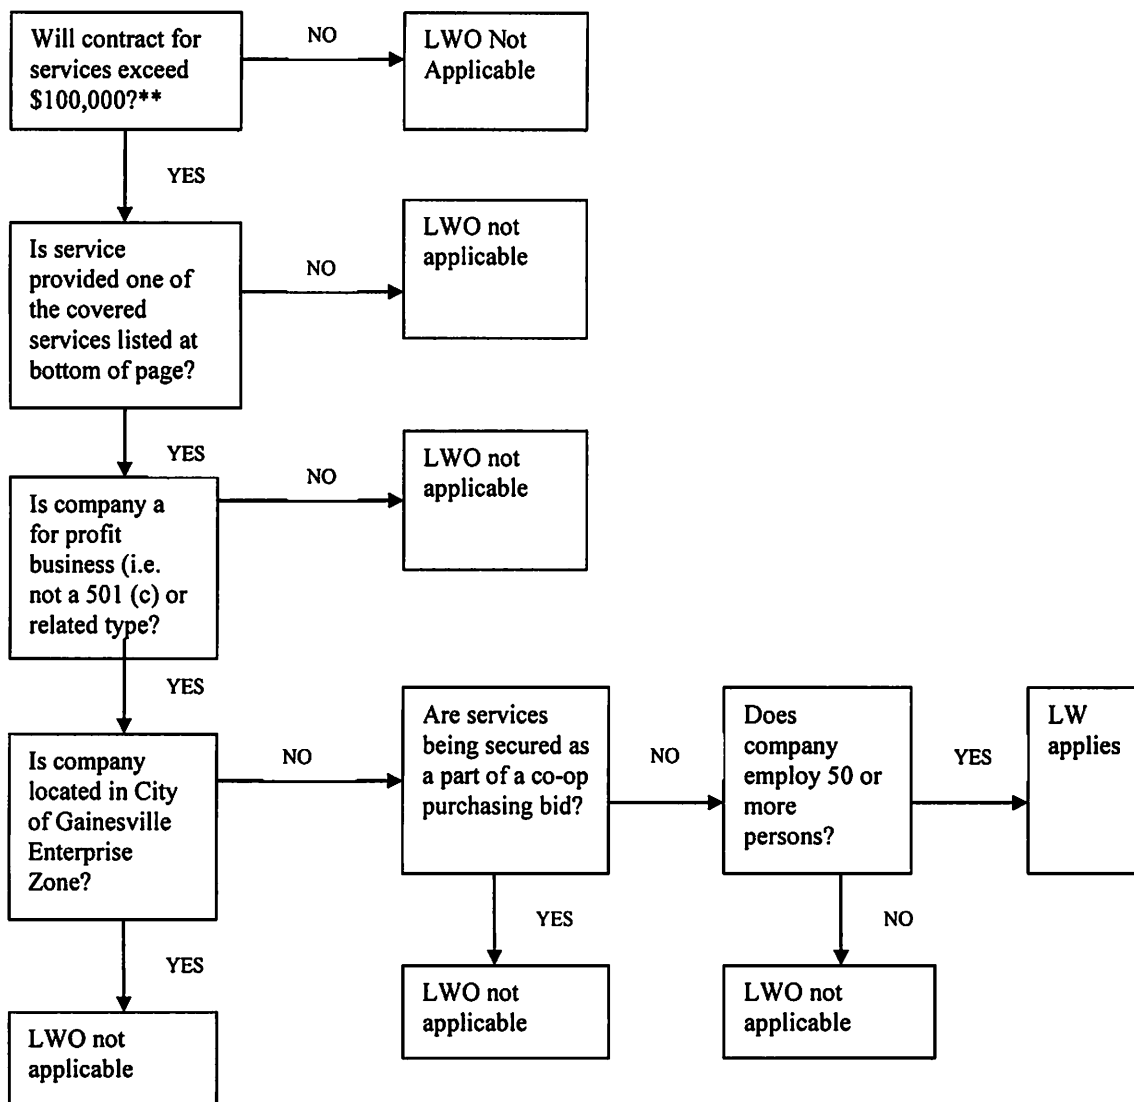 Will contract for
services exceed
$100,000?**
NO
LWO Not
Applicable
YES
Is service
provided one of
the covered
services listed at
bottom of page?
NO
LWO not
applicable
YES
Is company a
for profit
business (i.e.
not a 501 (c) or
related type?
NO
LWO not
applicable
YES
Is company
located in City
of Gainesville
Enterprise
Zone?
NO
Are services
being secured as
a part of a co-op
purchasing bid?
NO
Does
company
employ 50 or
more
persons?
YES
LW
applies
YES
LWO not
applicable
YES
LWO not
applicable
NO
LWO not
applicable